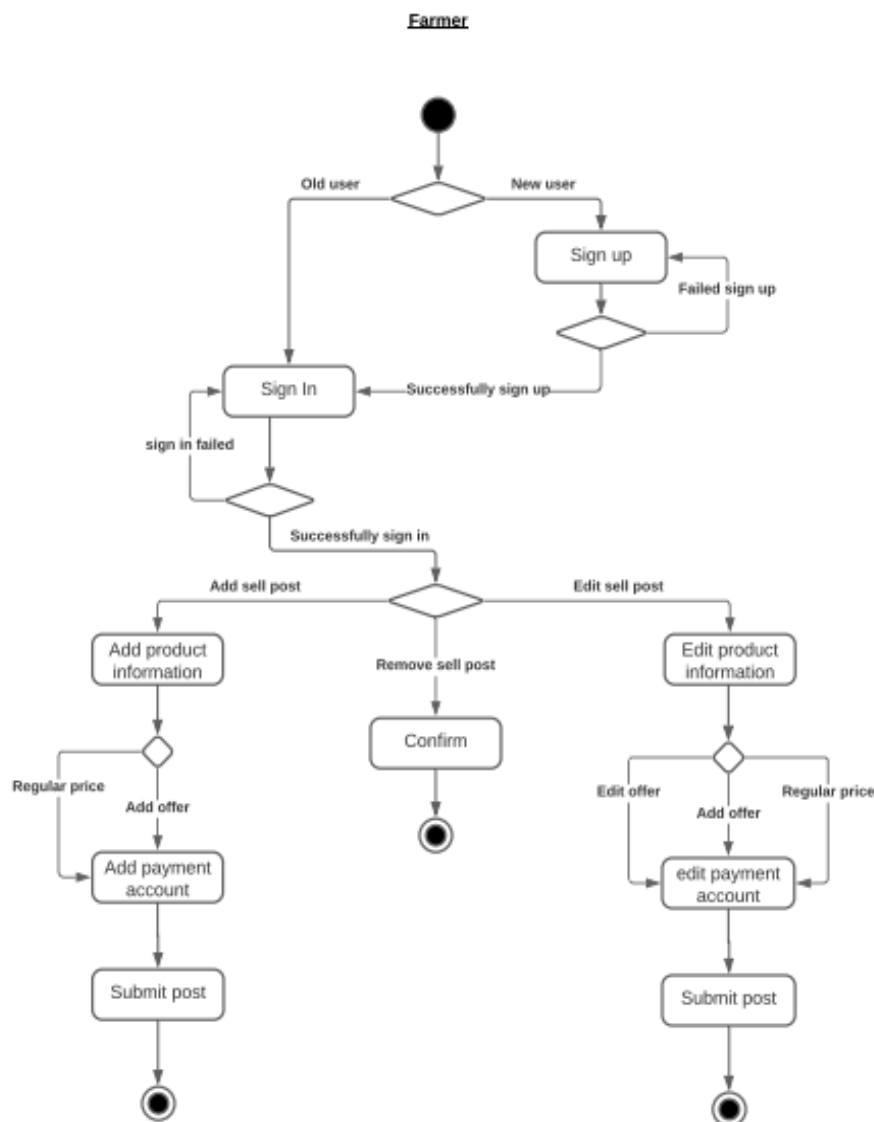 Farmer
Old user
New user
Sign up
Failed sign up
Sign In
Successfully sign up
sign in failed
Successfully sign in
Add sell post
Edit sell post
Add product
information
Remove sell post
Edit product
information
Confirm
Regular price
Add offer
Edit offer
Add offer
Regular price
Add payment
account
edit payment
account
Submit post
Submit post